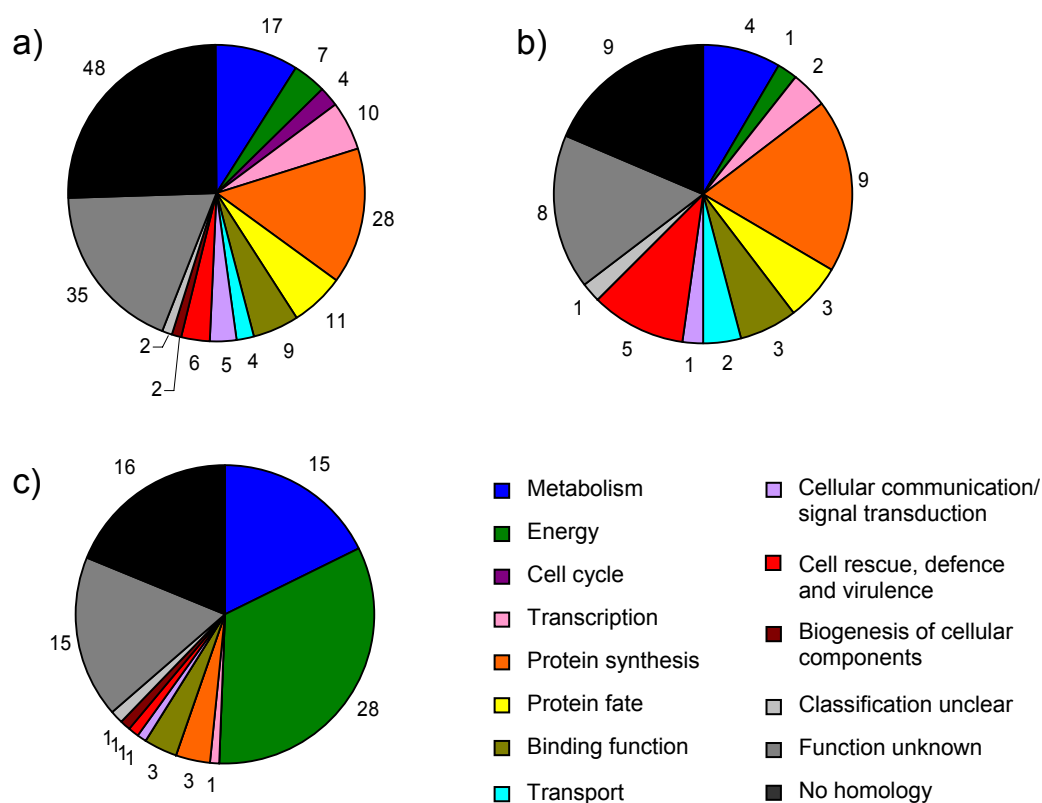 a)
17
7
4
10
28
11
9
4
5
6
2
2
35
48
b)
4
1
2
9
3
3
2
1
5
1
8
9
c)
15
28
1
3
3
1
1
1
1
15
16
Metabolism
Energy
Cell cycle
Transcription
Protein synthesis
Protein fate
Binding function
Transport
Cellular communication/
signal transduction
Cell rescue, defence
and virulence
Biogenesis of cellular
components
Classification unclear
Function unknown
No homology